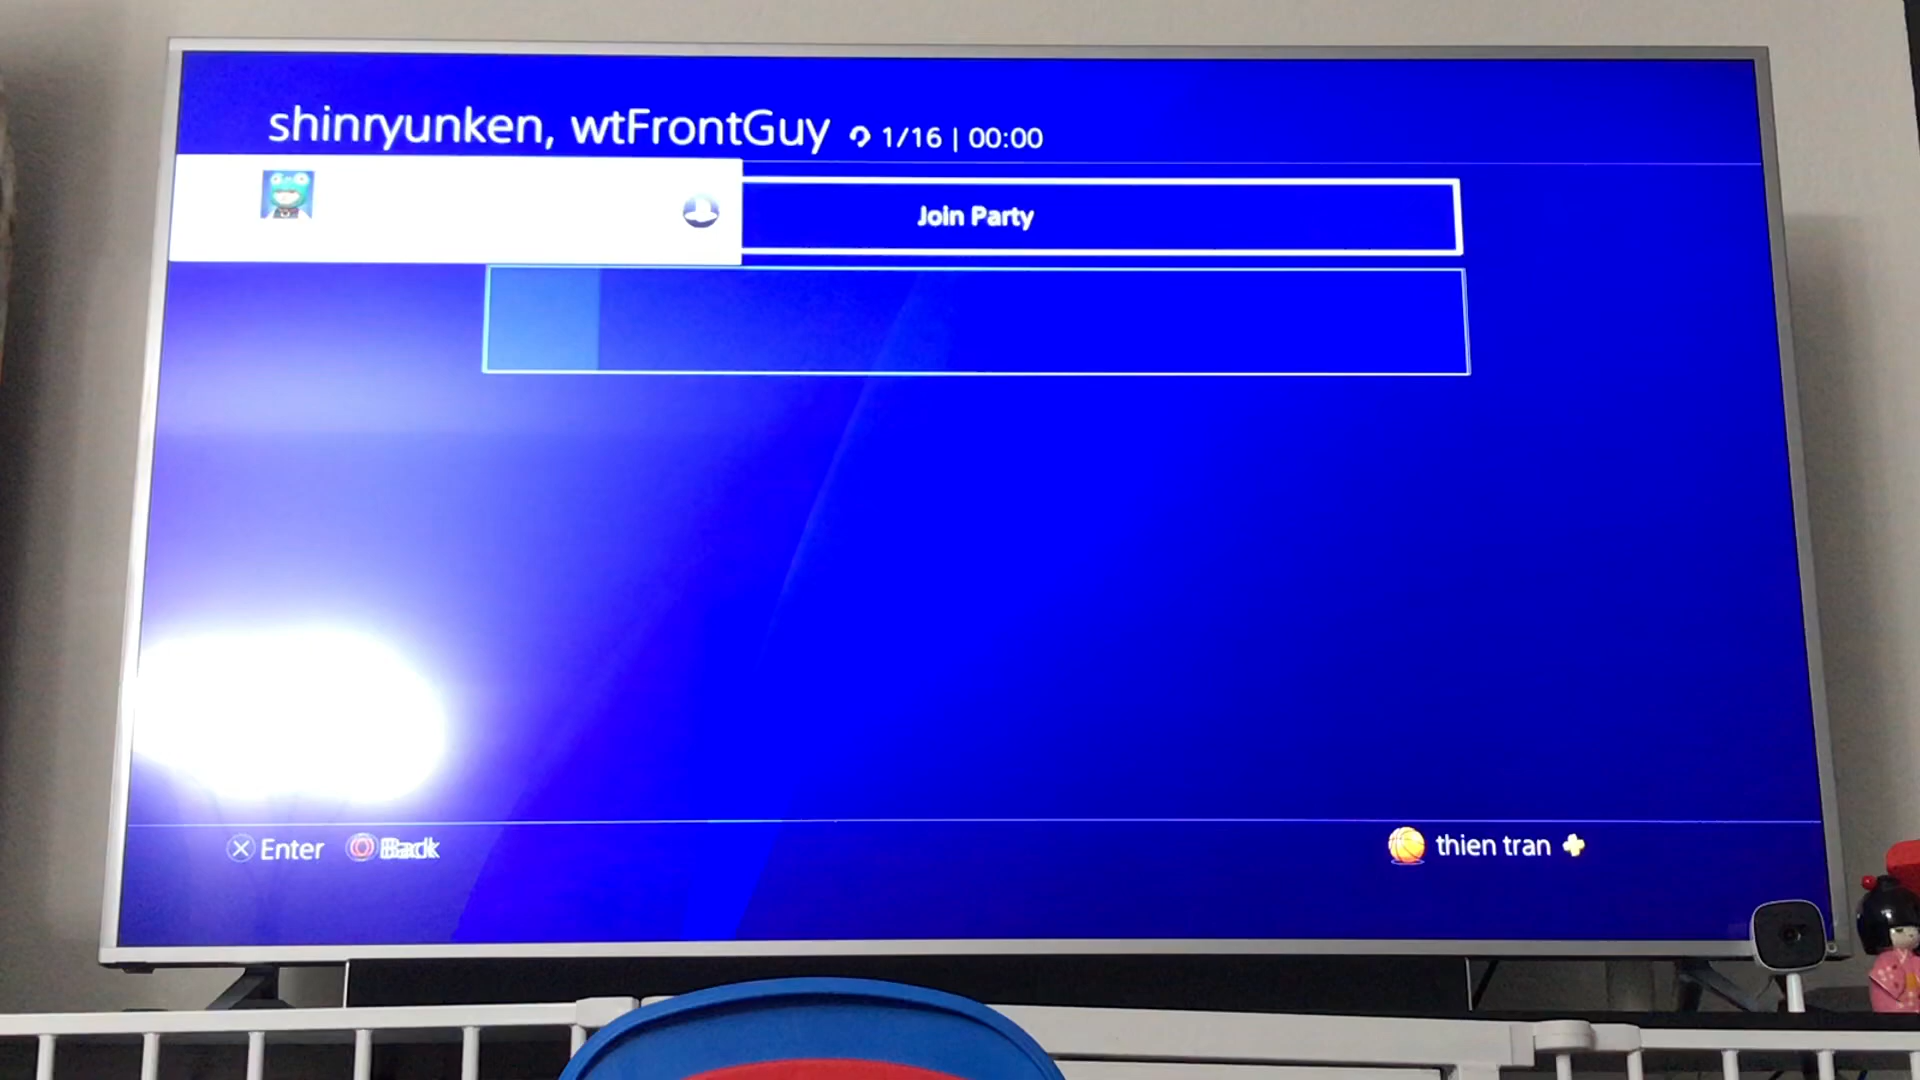 shinryunken, wtFrontGuy 1/16 | 00:00
Join Party
Enter Back
thien tran